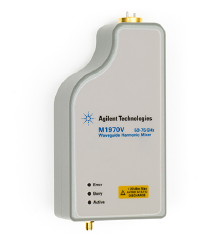 Agilent Technologies
M1970V 50-75 GHz
Waveguide Harmonic Mixer
Error
Busy
Active